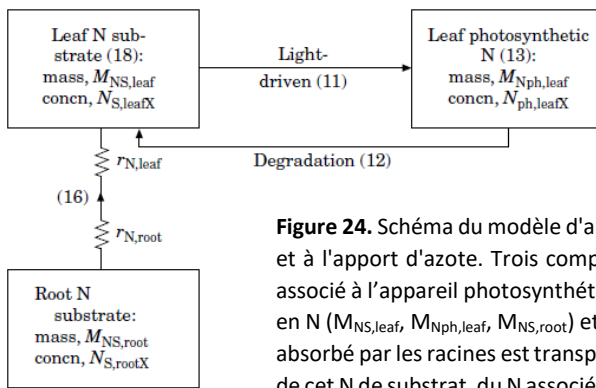 Leaf N sub-
strate (18):
mass, M_NS,leaf
concn, N_S,leafX
Light-
driven (11)
Leaf photosynthetic
N (13):
mass, M_Nph,leaf
concn, N_ph,leafX
Degradation (12)
r_N,leaf
(16)
r_N,root
Root N
substrate:
mass, M_NS,root
concn, N_S,rootX
Figure 24. Schéma du modèle d'a
et à l'apport d'azote. Trois comp
associé à l'appareil photosynthét
en N (M_NS,leaf, M_Nph,leaf, M_NS,root) et
absorbé par les racines est transp
de cet N de substrat, du N associé